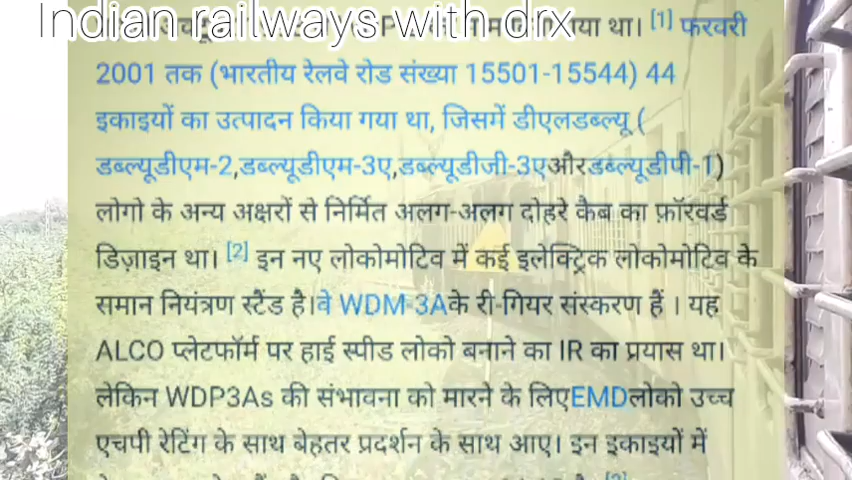 Indian railways with drx
गया था। [1] फरवरी
2001 तक (भारतीय रेलवे रोड संख्या 15501-15544) 44
इकाइयों का उत्पादन किया गया था, जिसमें डीएलडब्ल्यू (
डब्ल्यूडीएम-2,डब्ल्यूडीएम-3ए,डब्ल्यूडीजी-3एऔरडब्ल्यूडीपी-1)
लोगो के अन्य अक्षरों से निर्मित अलग-अलग दोहरे कैब का फ़ॉरवर्ड
डिज़ाइन था। [2] इन नए लोकोमोटिव में कई इलेक्ट्रिक लोकोमोटिव के
समान नियंत्रण स्टैंड है।वे WDM-3Aके री-गियर संस्करण हैं । यह
ALCO प्लेटफॉर्म पर हाई स्पीड लोको बनाने का IR का प्रयास था।
लेकिन WDP3As की संभावना को मारने के लिएEMDलोको उच्च
एचपी रेटिंग के साथ बेहतर प्रदर्शन के साथ आए। इन इकाइयों में